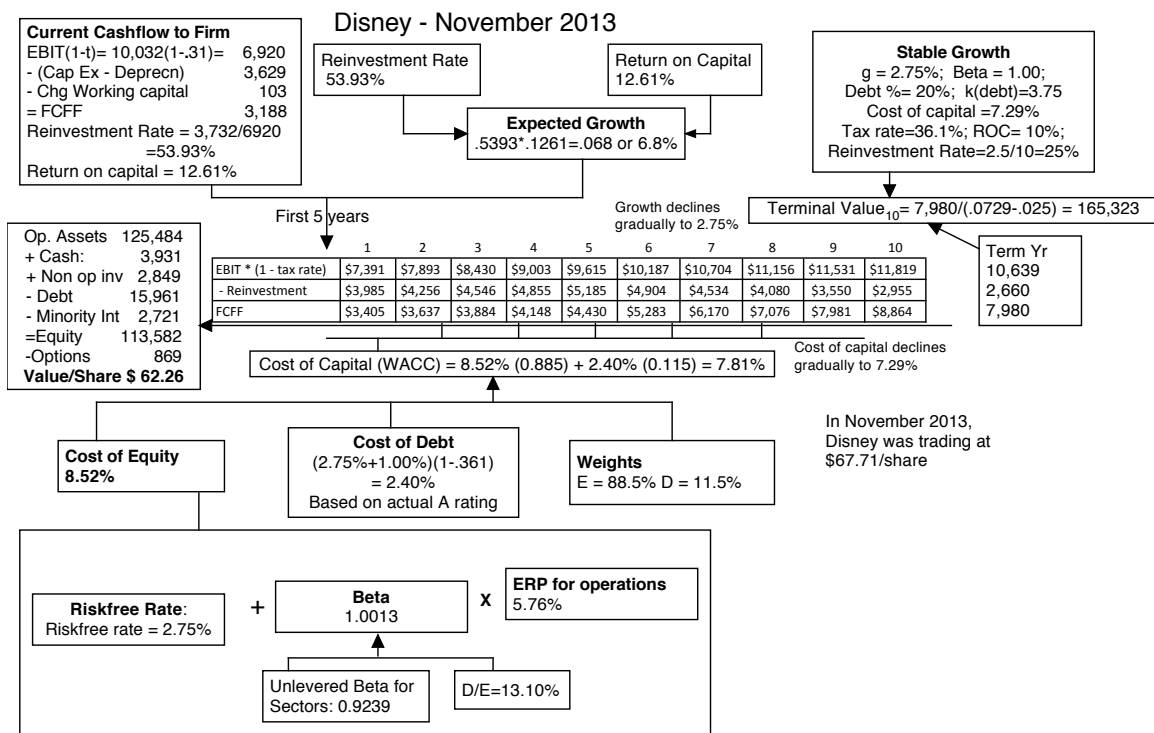 Disney - November 2013
Current Cashflow to Firm
EBIT(1-t)= 10,032(1-.31)= 6,920
- (Cap Ex - Deprecn) 3,629
- Chg Working capital 103
= FCFF 3,188
Reinvestment Rate = 3,732/6920
=53.93%
Return on capital = 12.61%
Reinvestment Rate
53.93%
Return on Capital
12.61%
Expected Growth
.5393*.1261=.068 or 6.8%
Stable Growth
g = 2.75%; Beta = 1.00;
Debt %= 20%; k(debt)=3.75
Cost of capital =7.29%
Tax rate=36.1%; ROC= 10%;
Reinvestment Rate=2.5/10=25%
Terminal Value10= 7,980/(.0729-.025) = 165,323
First 5 years
Growth declines
gradually to 2.75%
Term Yr
10,639
2,660
7,980
Op. Assets 125,484
+ Cash: 3,931
+ Non op inv 2,849
- Debt 15,961
- Minority Int 2,721
=Equity 113,582
-Options 869
Value/Share $ 62.26
1 2 3 4 5 6 7 8 9 10
EBIT * (1 - tax rate) $7,391 $7,893 $8,430 $9,003 $9,615 $10,187 $10,704 $11,156 $11,531 $11,819
- Reinvestment $3,985 $4,256 $4,546 $4,855 $5,185 $4,904 $4,534 $4,080 $3,550 $2,955
FCFF $3,405 $3,637 $3,884 $4,148 $4,430 $5,283 $6,170 $7,076 $7,981 $8,864
Cost of Capital (WACC) = 8.52% (0.885) + 2.40% (0.115) = 7.81%
Cost of capital declines
gradually to 7.29%
Cost of Equity
8.52%
Cost of Debt
(2.75%+1.00%)(1-.361)
= 2.40%
Based on actual A rating
Weights
E = 88.5% D = 11.5%
In November 2013,
Disney was trading at
$67.71/share
Riskfree Rate:
Riskfree rate = 2.75%
+
Beta
1.0013
X
ERP for operations
5.76%
Unlevered Beta for
Sectors: 0.9239
D/E=13.10%